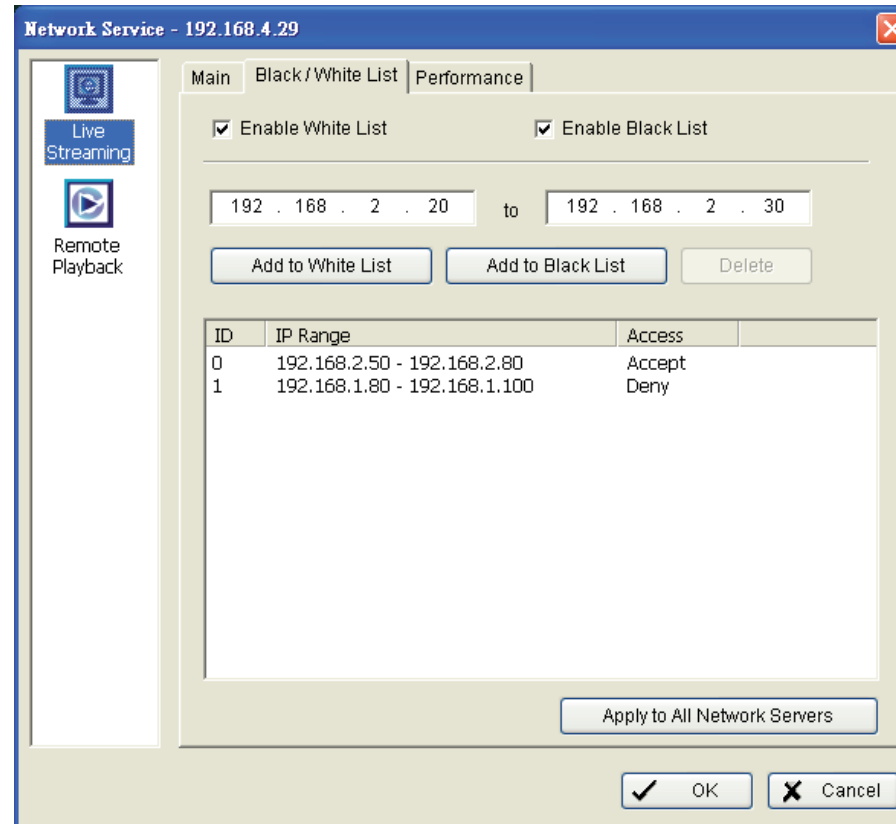 Network Service - 192.168.4.29
Live
Streaming
Remote
Playback
Main Black / White List Performance
Enable White List Enable Black List
192 . 168 . 2 . 20 to 192 . 168 . 2 . 30
Add to White List Add to Black List Delete
ID IP Range Access
0 192.168.2.50 - 192.168.2.80 Accept
1 192.168.1.80 - 192.168.1.100 Deny
Apply to All Network Servers
OK Cancel